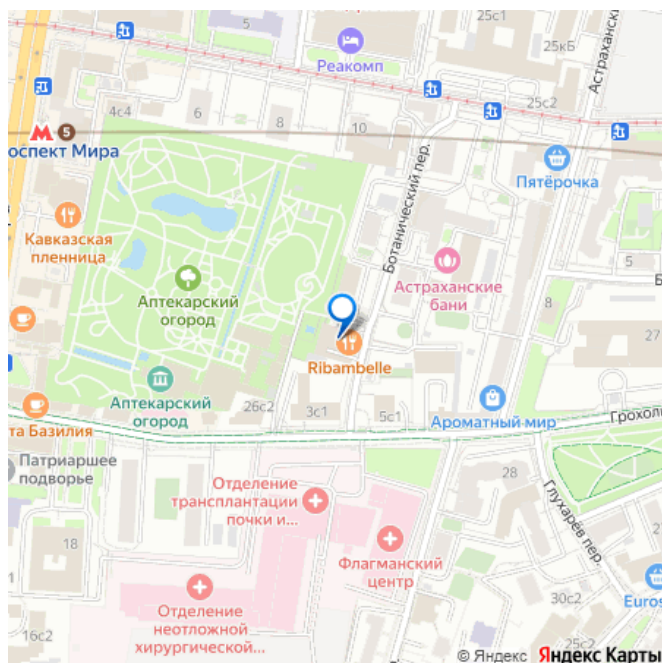 25с1
25кБ
Астраханский
Реакомп
4с4
6
8
10
25с2
5
оспект Мира
Пятёрочка
Ботанический пер.
Кавказская
пленница
Астраханские
бани
5
Б
8
Аптекарский
огород
27
Ribambelle
Аптекарский
огород
26с2
3с1
5с1
Ароматный мир
Грохоль
та Базилия
Патриаршее
подворье
Отделение
трансплантации
почки и...
28
Глухарёв пер.
18
Флагманский
центр
30с2
Euros
Отделение
неотложной
хирургической...
16с2
25с2
© Яндекс Яндекс Карты